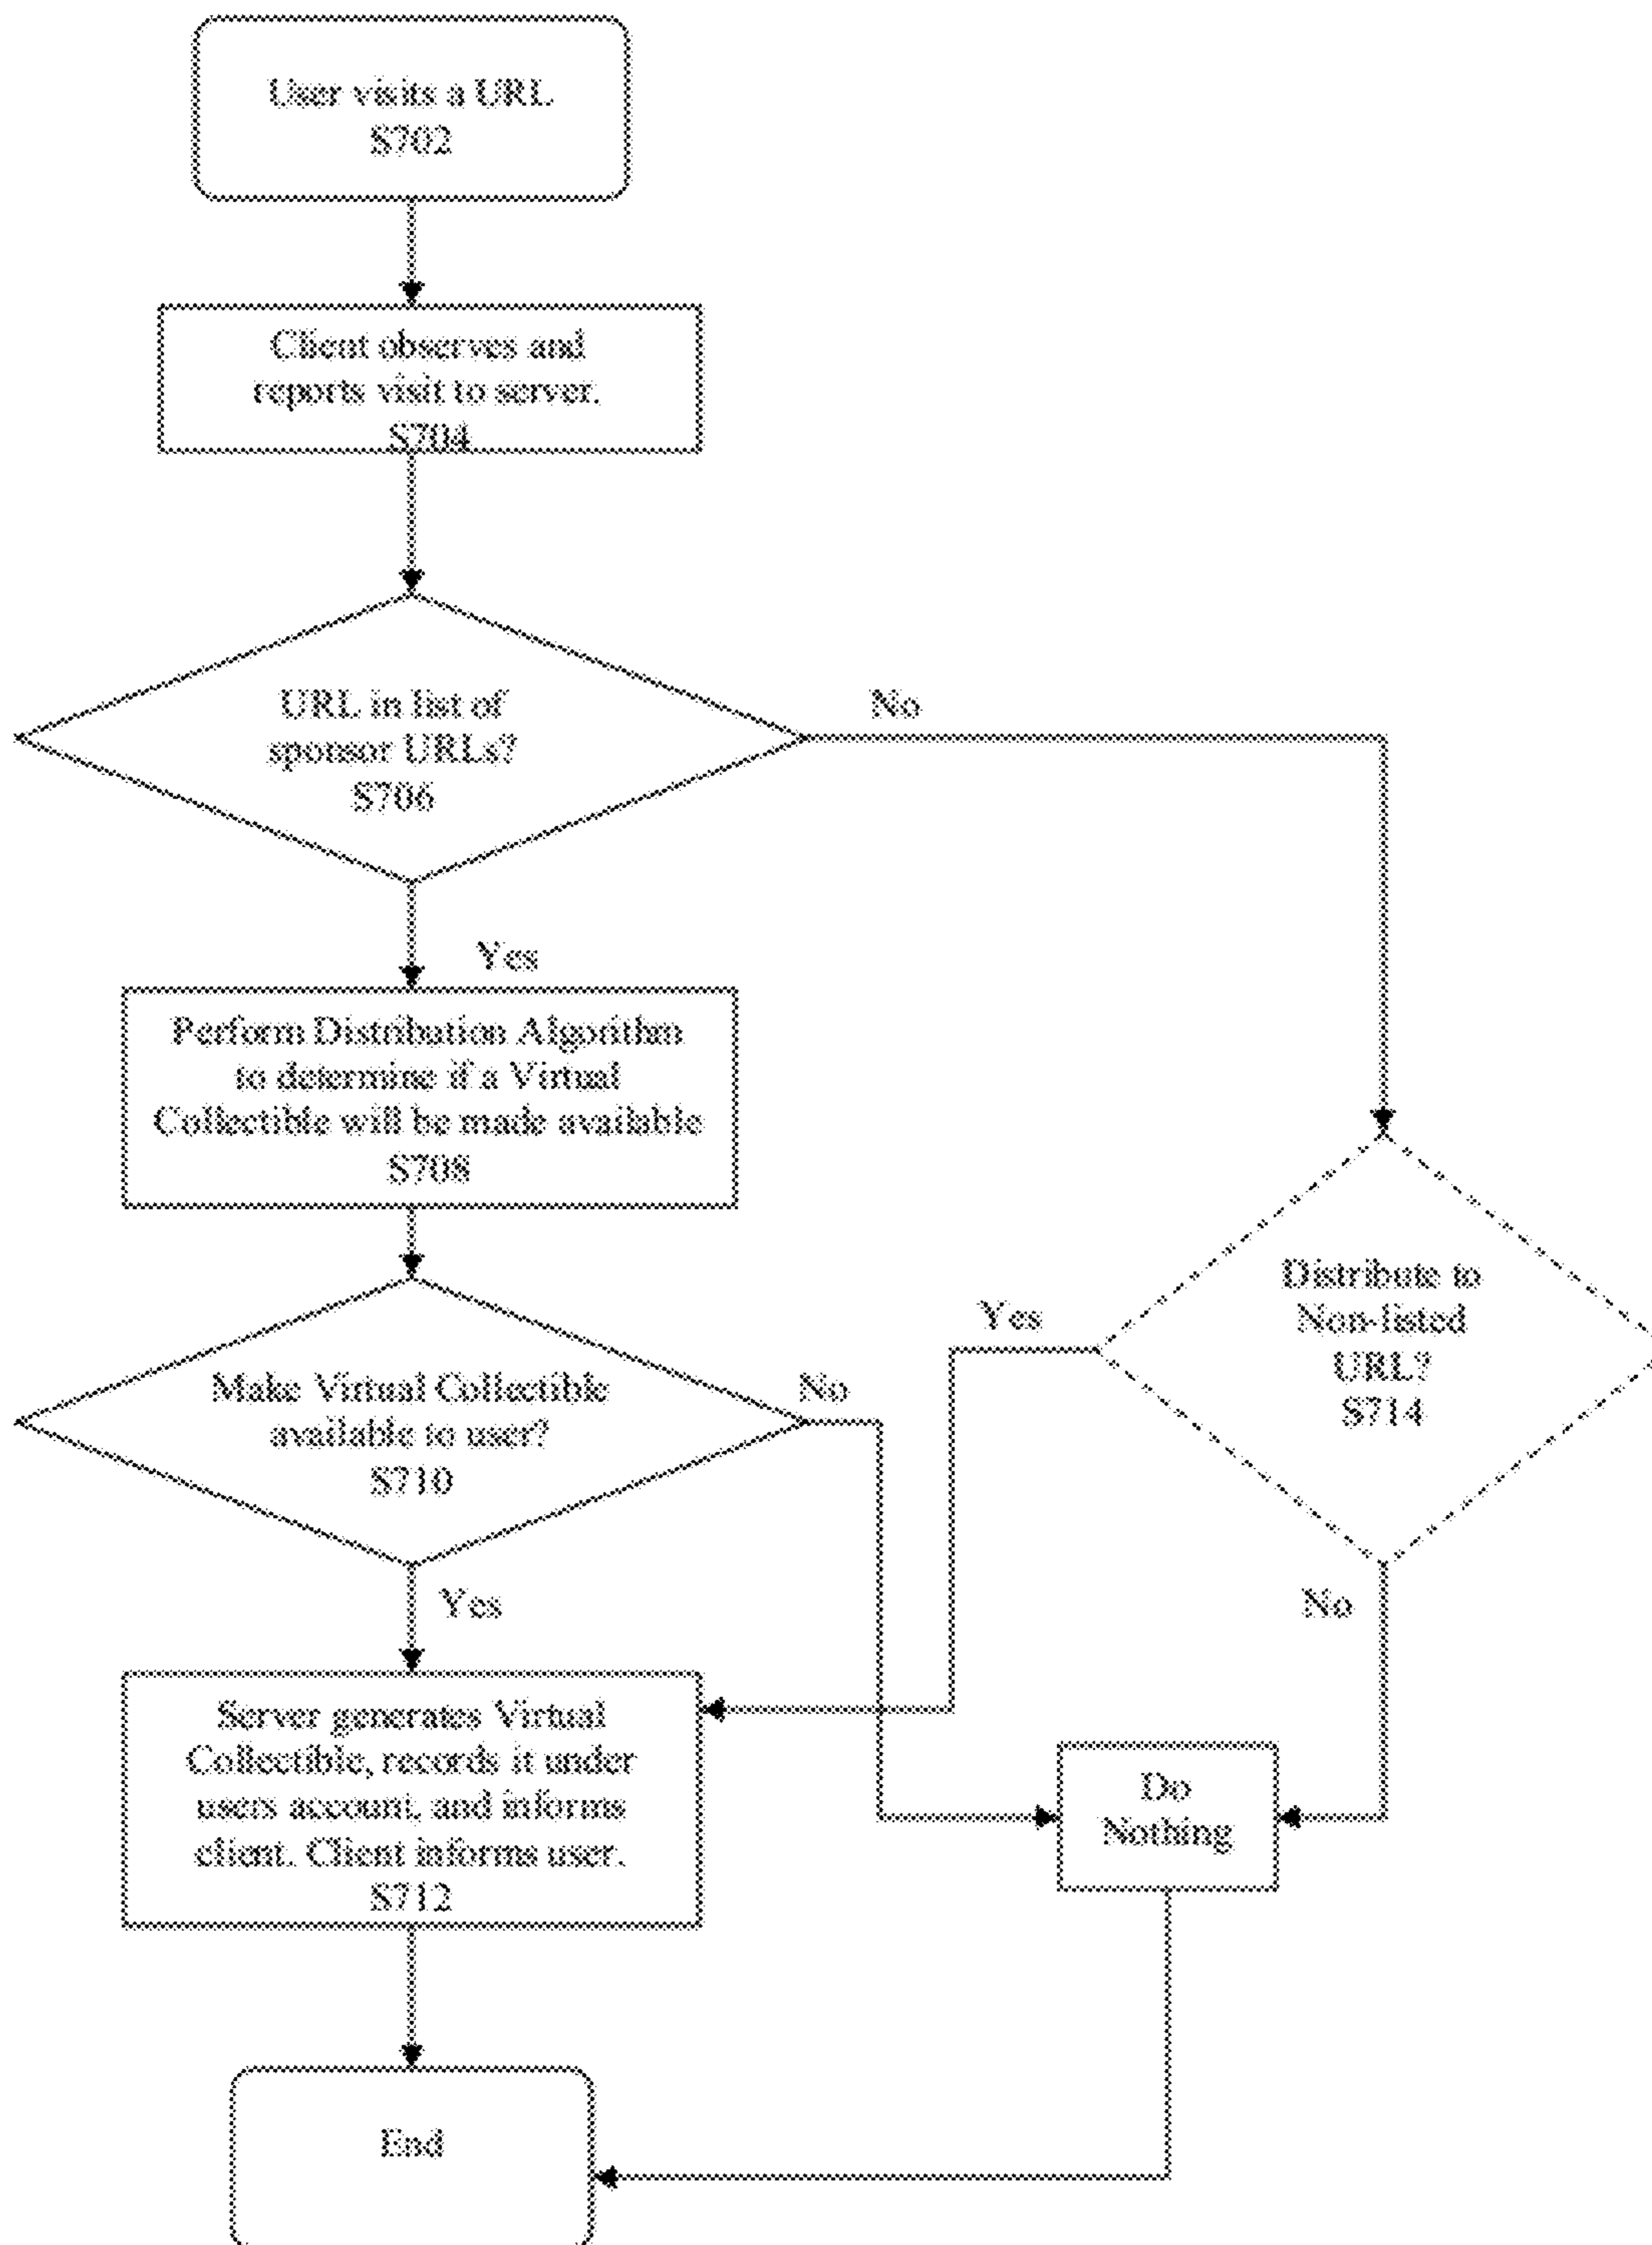 User visits a URL
S702
Client observes and
reports visit to server.
S704
URL in list of
sponsor URLs?
S706
No
Yes
Perform Distribution Algorithm
to determine if a Virtual
Collectible will be made available
S708
Make Virtual Collectible
available to user?
S710
No
Yes
Distribute to
Non-listed
URL?
S714
Yes
No
Server generates Virtual
Collectible, records it under
users account, and informs
client. Client informs user.
S712
Do
Nothing
End